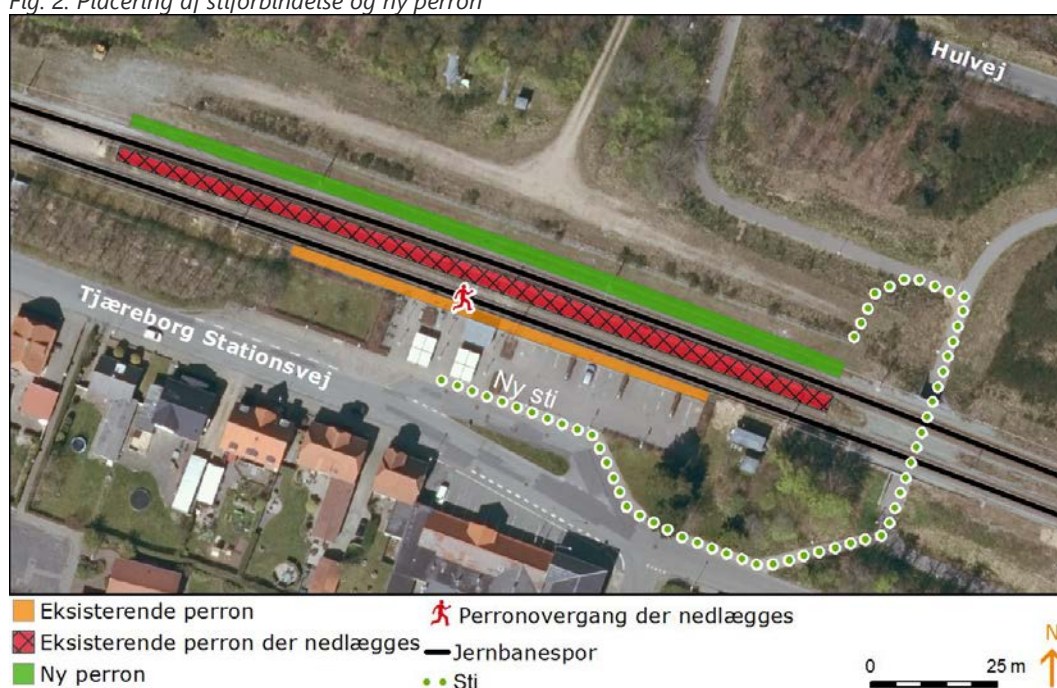 Fig. 2. Placering af stiforbindelse og ny perron
Hulvej
Tjæreborg Stationsvej
Ny sti
Eksisterende perron
Eksisterende perron der nedlægges
Ny perron
Perronovergang der nedlægges
Jernbanespor
Sti
0 25 m
N